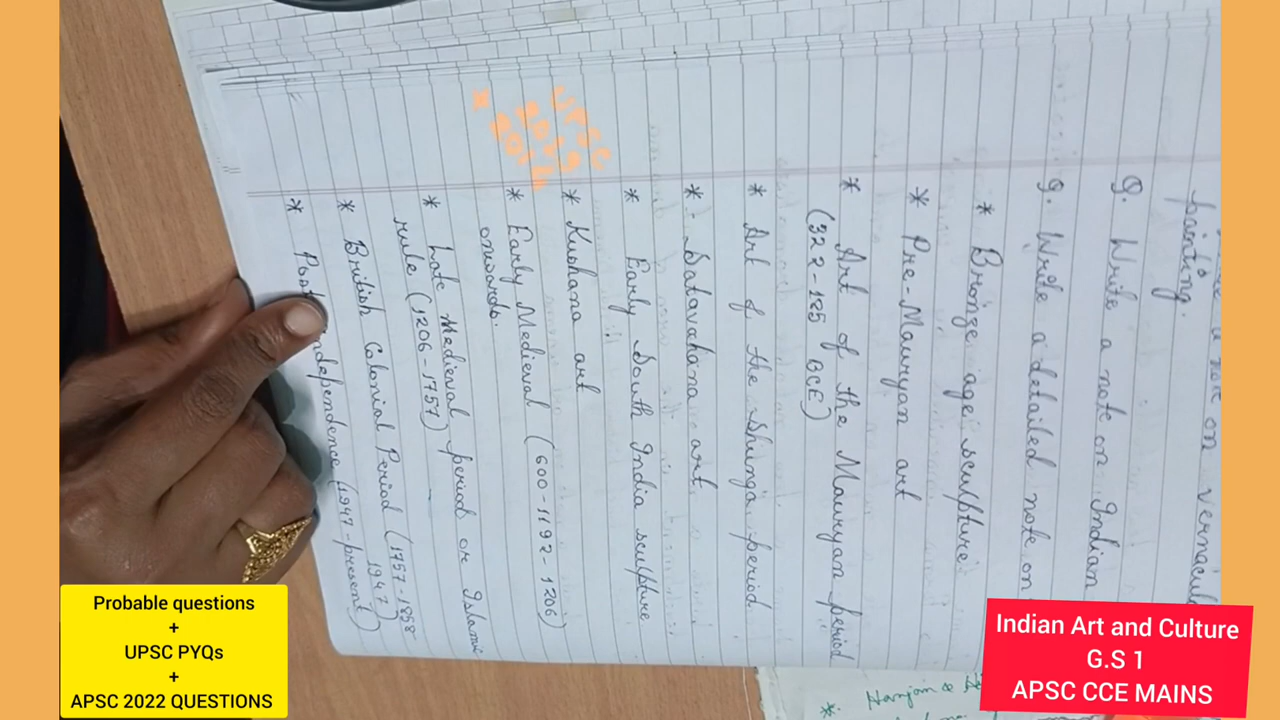 on vernacul
painting.
Q. Write a note on Indian
Q. Write a detailed note on
* Bronze age sculpture
* Pre-Mauryan art
* Art of the Mauryan period
(322-185 BCE)
* Art of the Shunga period
* Satavahana art
* Early South India sculpture
* Kushana art
* Early Medieval (600-1192-1206)
onwards.
* Late Medieval period or Islamic
rule (1206-1757)
* British Colonial Period (1757-1858
1947)
* Post ndependence (1947-present)
UPSC
Probable questions
+
UPSC PYQs
+
APSC 2022 QUESTIONS
Indian Art and Culture
G.S 1
APSC CCE MAINS